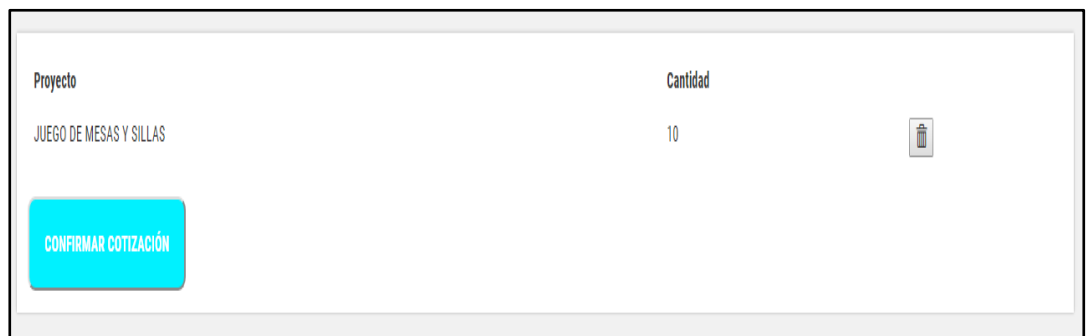 Proyecto Cantidad
JUEGO DE MESAS Y SILLAS 10
CONFIRMAR COTIZACIÓN